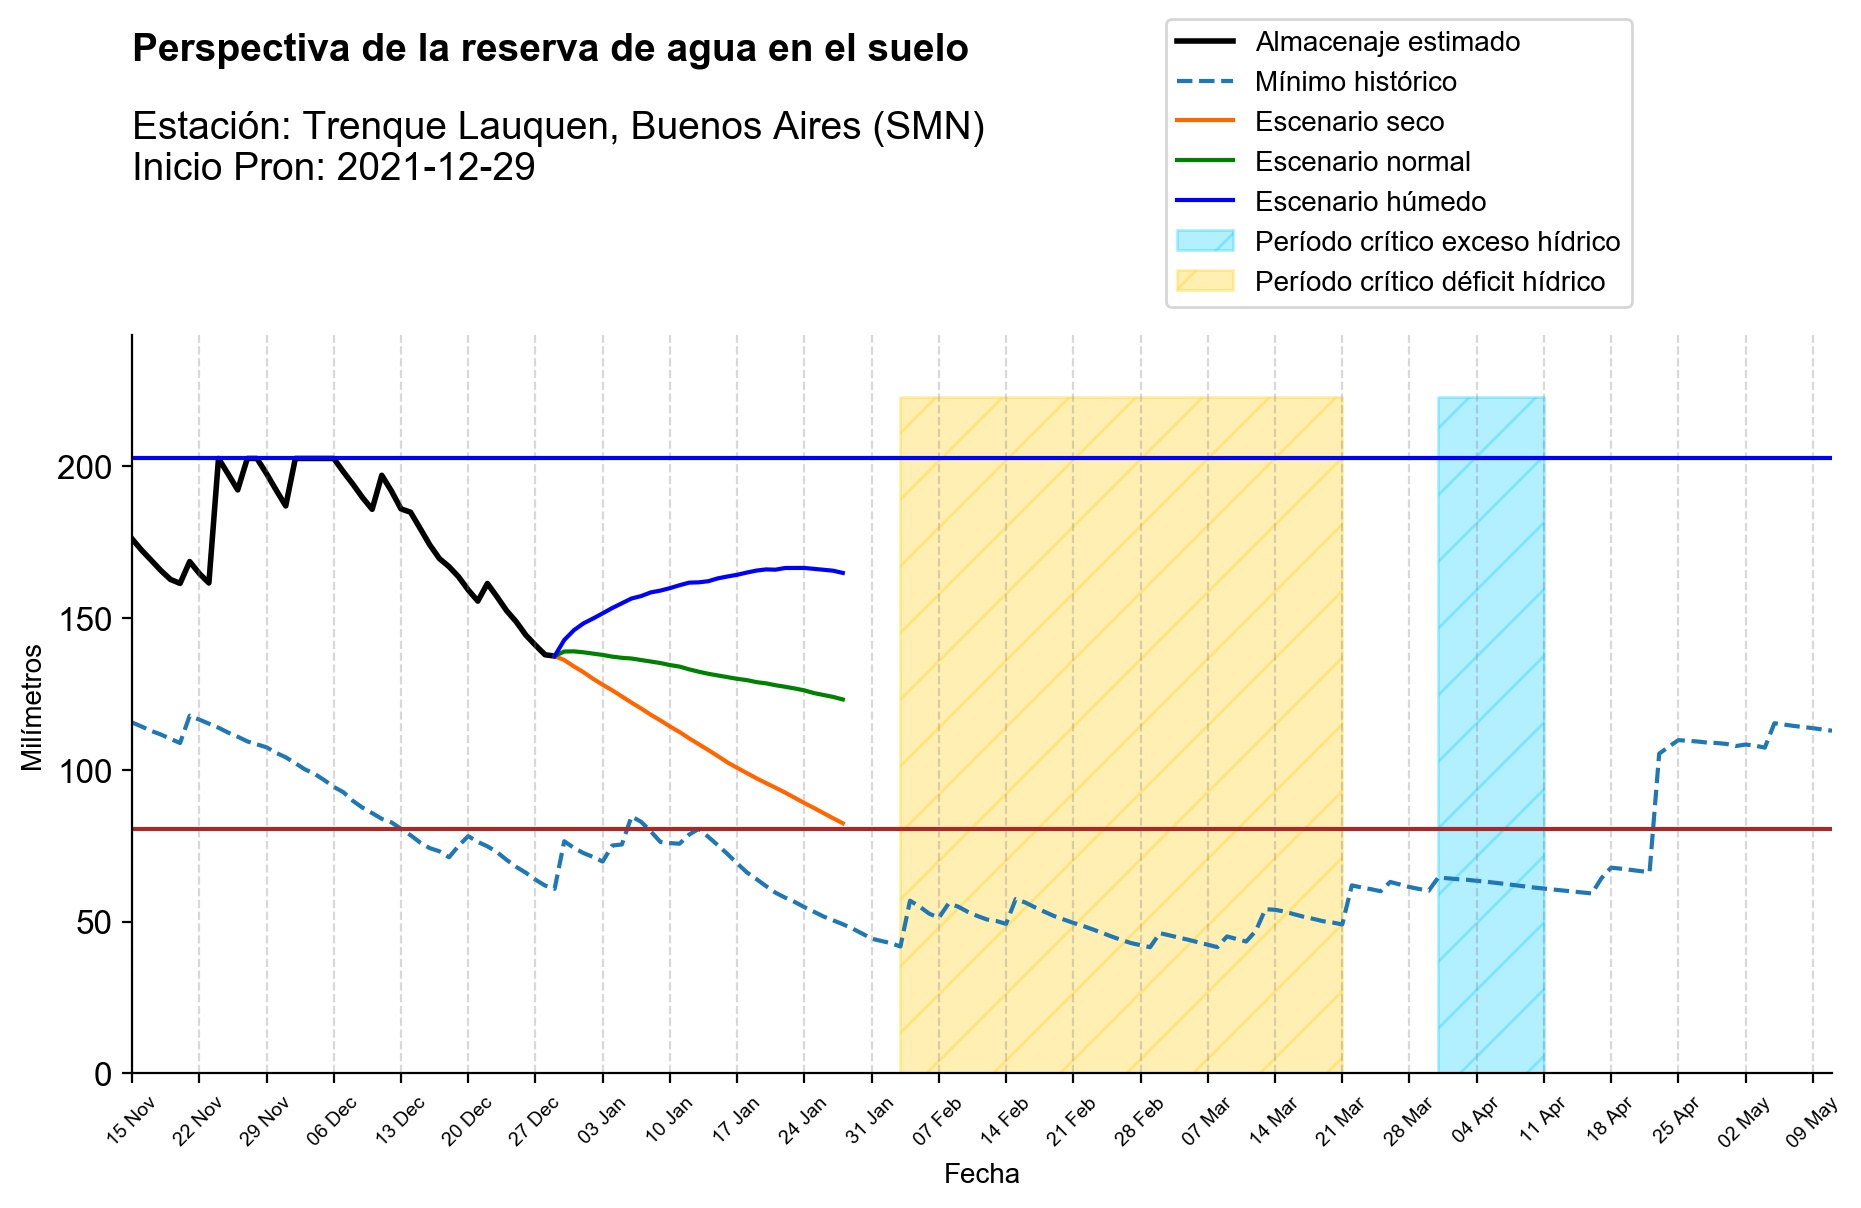 Perspectiva de la reserva de agua en el suelo
Estación: Trenque Lauquen, Buenos Aires (SMN)
Inicio Pron: 2021-12-29
Almacenaje estimado
Mínimo histórico
Escenario seco
Escenario normal
Escenario húmedo
Período crítico exceso hídrico
Período crítico déficit hídrico
Milímetros
200
150
100
50
0
15 Nov
22 Nov
29 Nov
06 Dec
13 Dec
20 Dec
27 Dec
03 Jan
10 Jan
17 Jan
24 Jan
31 Jan
07 Feb
14 Feb
21 Feb
28 Feb
07 Mar
14 Mar
21 Mar
28 Mar
04 Apr
11 Apr
18 Apr
25 Apr
02 May
09 May
Fecha